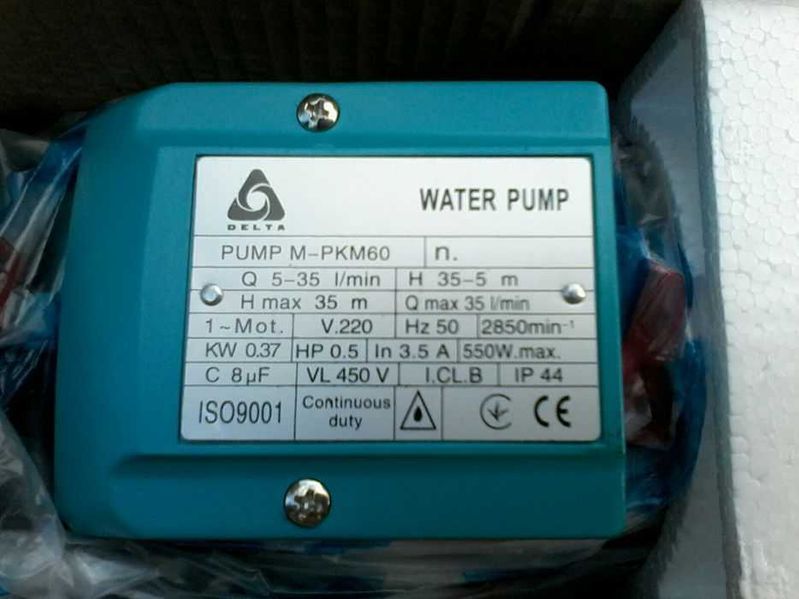 DELTA
WATER PUMP
PUMP M-PKM60 n.
Q 5-35 l/min H 35-5 m
H max 35 m Q max 35 l/min
1~Mot. V.220 Hz 50 2850min⁻¹
KW 0.37 HP 0.5 In 3.5 A 550W.max.
C 8µF VL 450 V I.CL.B IP 44
ISO9001 Continuous duty CE